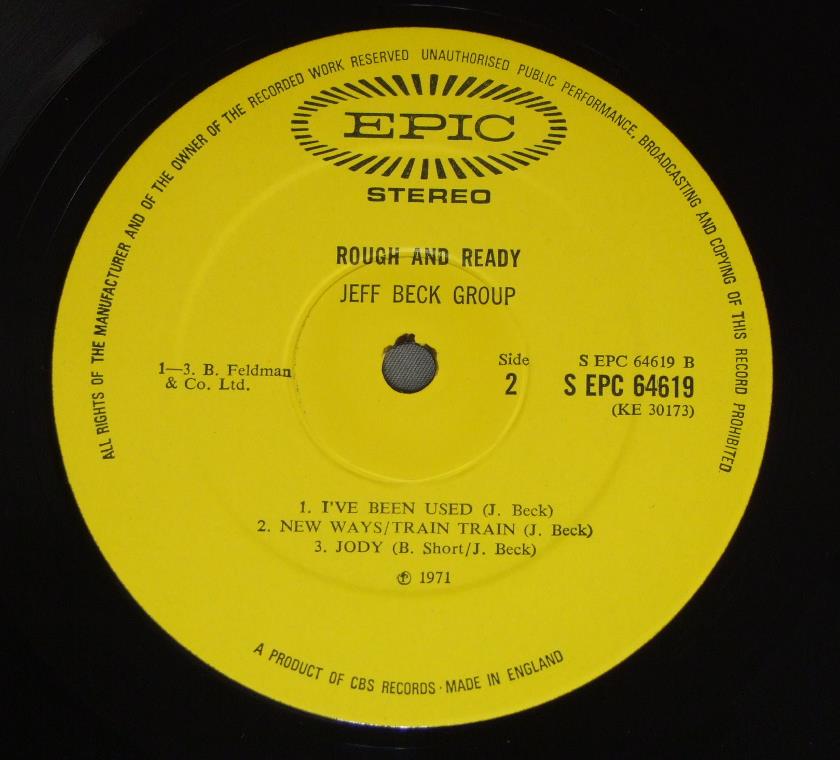 ALL RIGHTS OF THE MANUFACTURER AND OF THE OWNER OF THE RECORDED WORK RESERVED UNAUTHORISED PUBLIC PERFORMANCE, BROADCASTING AND COPYING OF THIS RECORD PROHIBITED.
EPIC
STEREO
ROUGH AND READY
JEFF BECK GROUP
1—3. B. Feldman
& Co. Ltd.
Side
2
S EPC 64619 B
S EPC 64619
(KE 30173)
1. I'VE BEEN USED (J. Beck)
2. NEW WAYS/TRAIN TRAIN (J. Beck)
3. JODY (B. Short/J. Beck)
℗ 1971
A PRODUCT OF CBS RECORDS · MADE IN ENGLAND